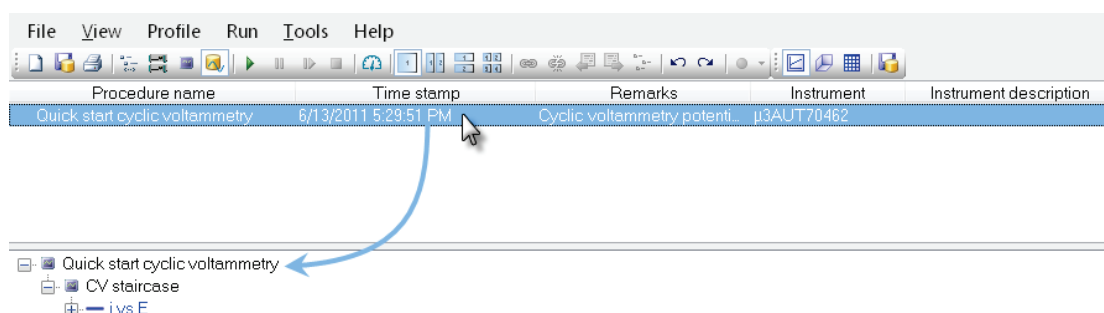 File View Profile Run Tools Help
Procedure name Time stamp Remarks Instrument Instrument description
Quick start cyclic voltammetry 6/13/2011 5:29:51 PM Cyclic voltammetry potenti... µ3AUT70462
Quick start cyclic voltammetry
CV staircase
i vs E